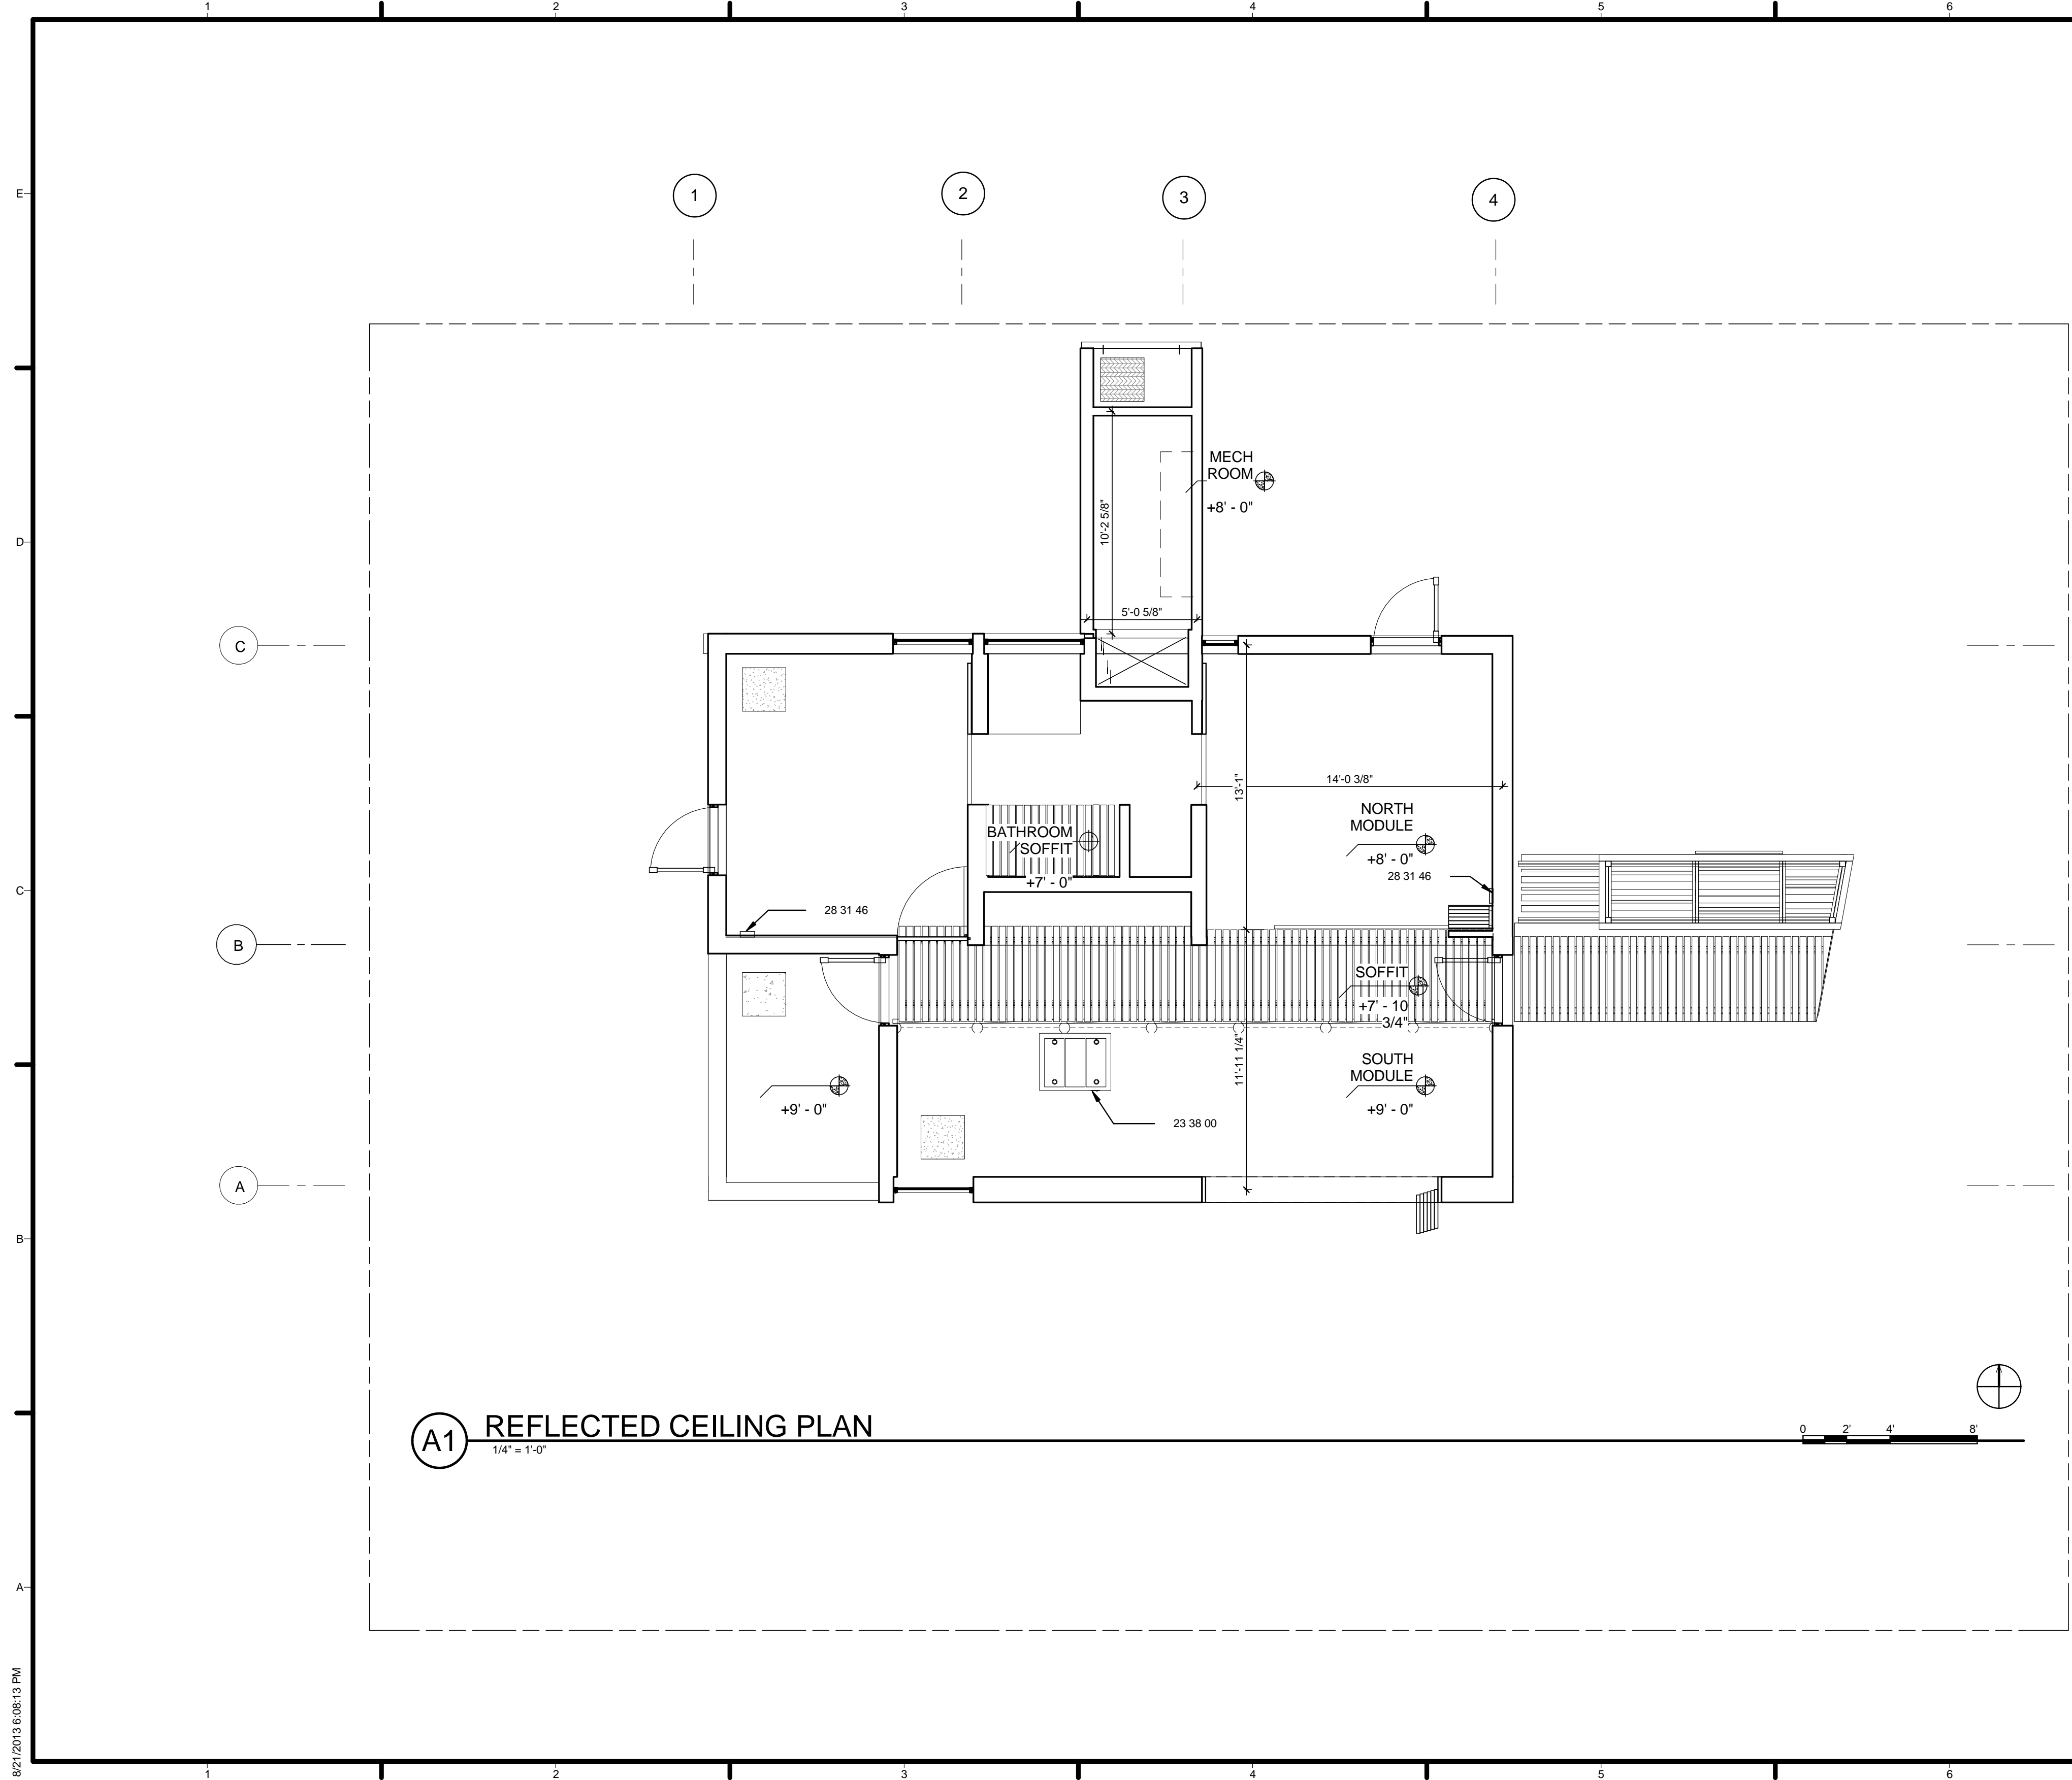 1 2 3 4 5 6
E
1 2 3 4
MECH
ROOM
+8' - 0"
10'-2 5/8"
D
5'-0 5/8"
C
14'-0 3/8"
13'-1"
NORTH
MODULE
+8' - 0"
28 31 46
BATHROOM
SOFFIT
+7' - 0"
C
28 31 46
B
SOFFIT
+7' - 10
3/4"
11'-11 1/4"
SOUTH
MODULE
+9' - 0"
+9' - 0"
23 38 00
A
B
A1 REFLECTED CEILING PLAN
1/4" = 1'-0"
0 2' 4' 8'
A
8/21/2013 6:08:13 PM
1 2 3 4 5 6